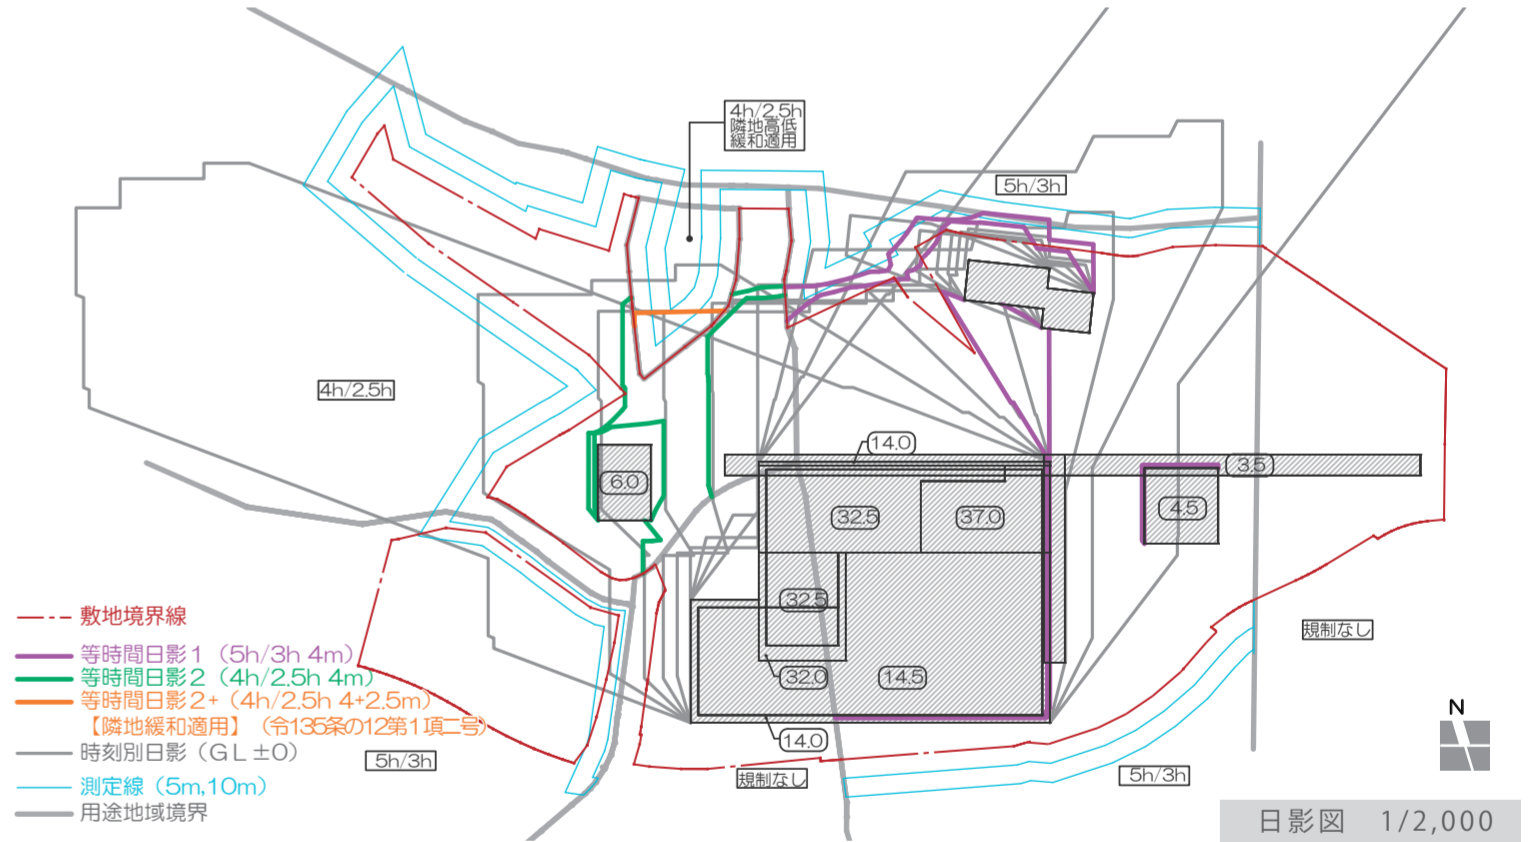 4h/2.5h
隣地高低
緩和適用
5h/3h
4h/2.5h
14.0
3.5
6.0
4.5
32.5
37.0
32.5
32.0
14.5
14.0
規制なし
規制なし
5h/3h
5h/3h
敷地境界線
等時間日影1（5h/3h 4m）
等時間日影2（4h/2.5h 4m）
等時間日影2+（4h/2.5h 4+2.5m）
【隣地緩和適用】（令135条の12第1項二号）
時刻別日影（GL±0）
測定線（5m,10m）
用途地域境界
N
日影図 1/2,000